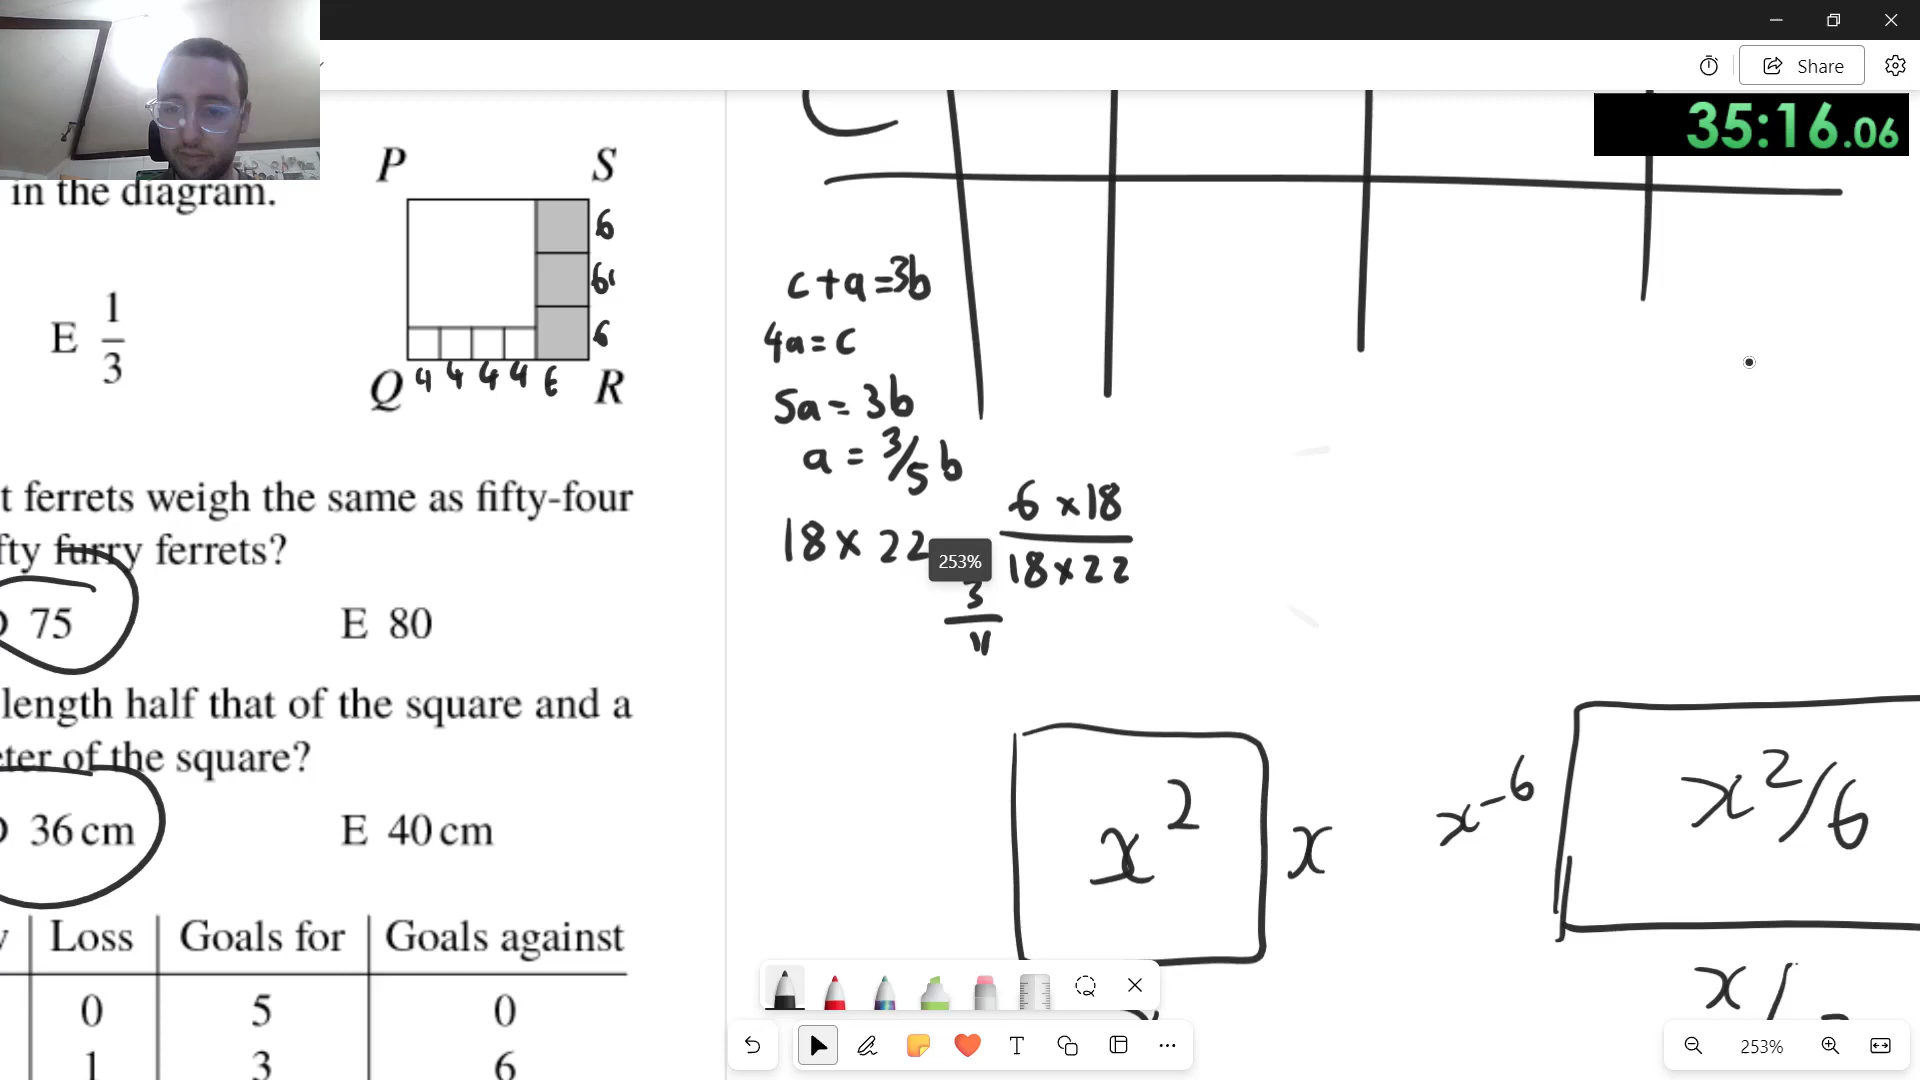 Share
35:16.06
in the diagram.
P
S
6
6
6
E 1/3
Q
4 4 4 4 6
R
t ferrets weigh the same as fifty-four
fty furry ferrets?
75
E 80
length half that of the square and a
ter of the square?
36 cm
E 40 cm
Loss
Goals for
Goals against
0
5
0
1
3
6
c+a=3b
4a=c
5a=3b
a=3/5b
18×22
6×18
18×22
253%
3
11
x²
x
x-6
x²/6
x/
T
253%